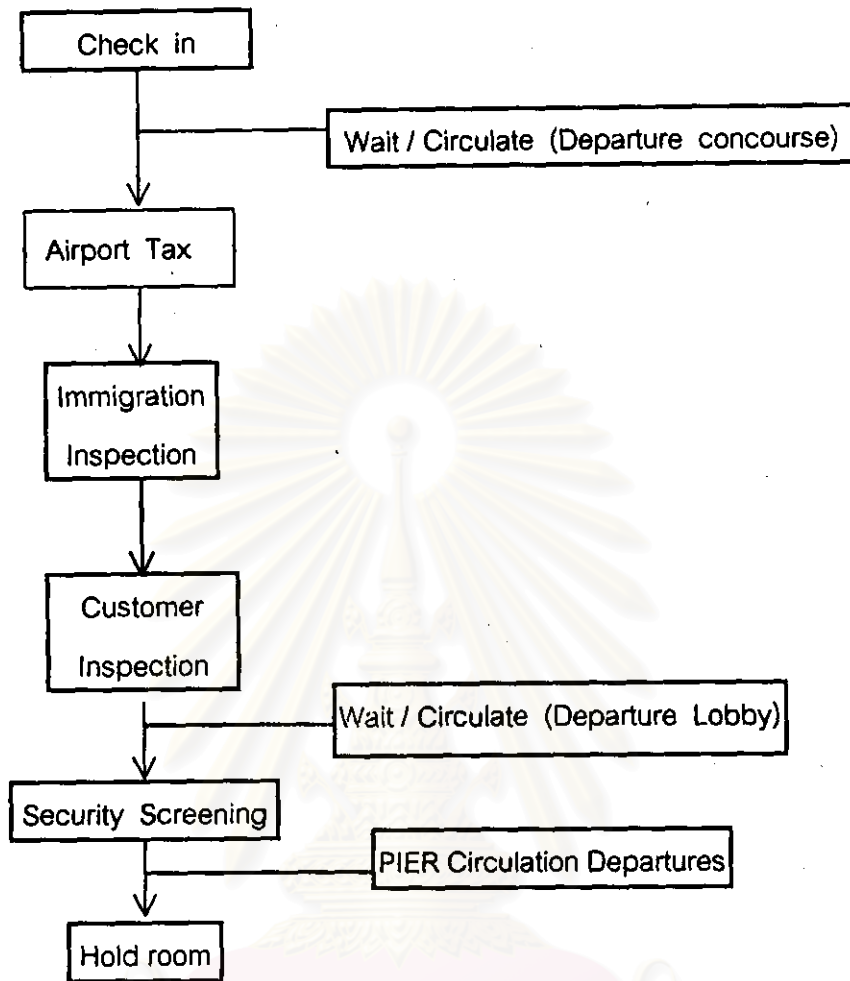 Check in
Wait / Circulate (Departure concourse)
Airport Tax
Immigration
Inspection
Customer
Inspection
Wait / Circulate (Departure Lobby)
Security Screening
PIER Circulation Departures
Hold room